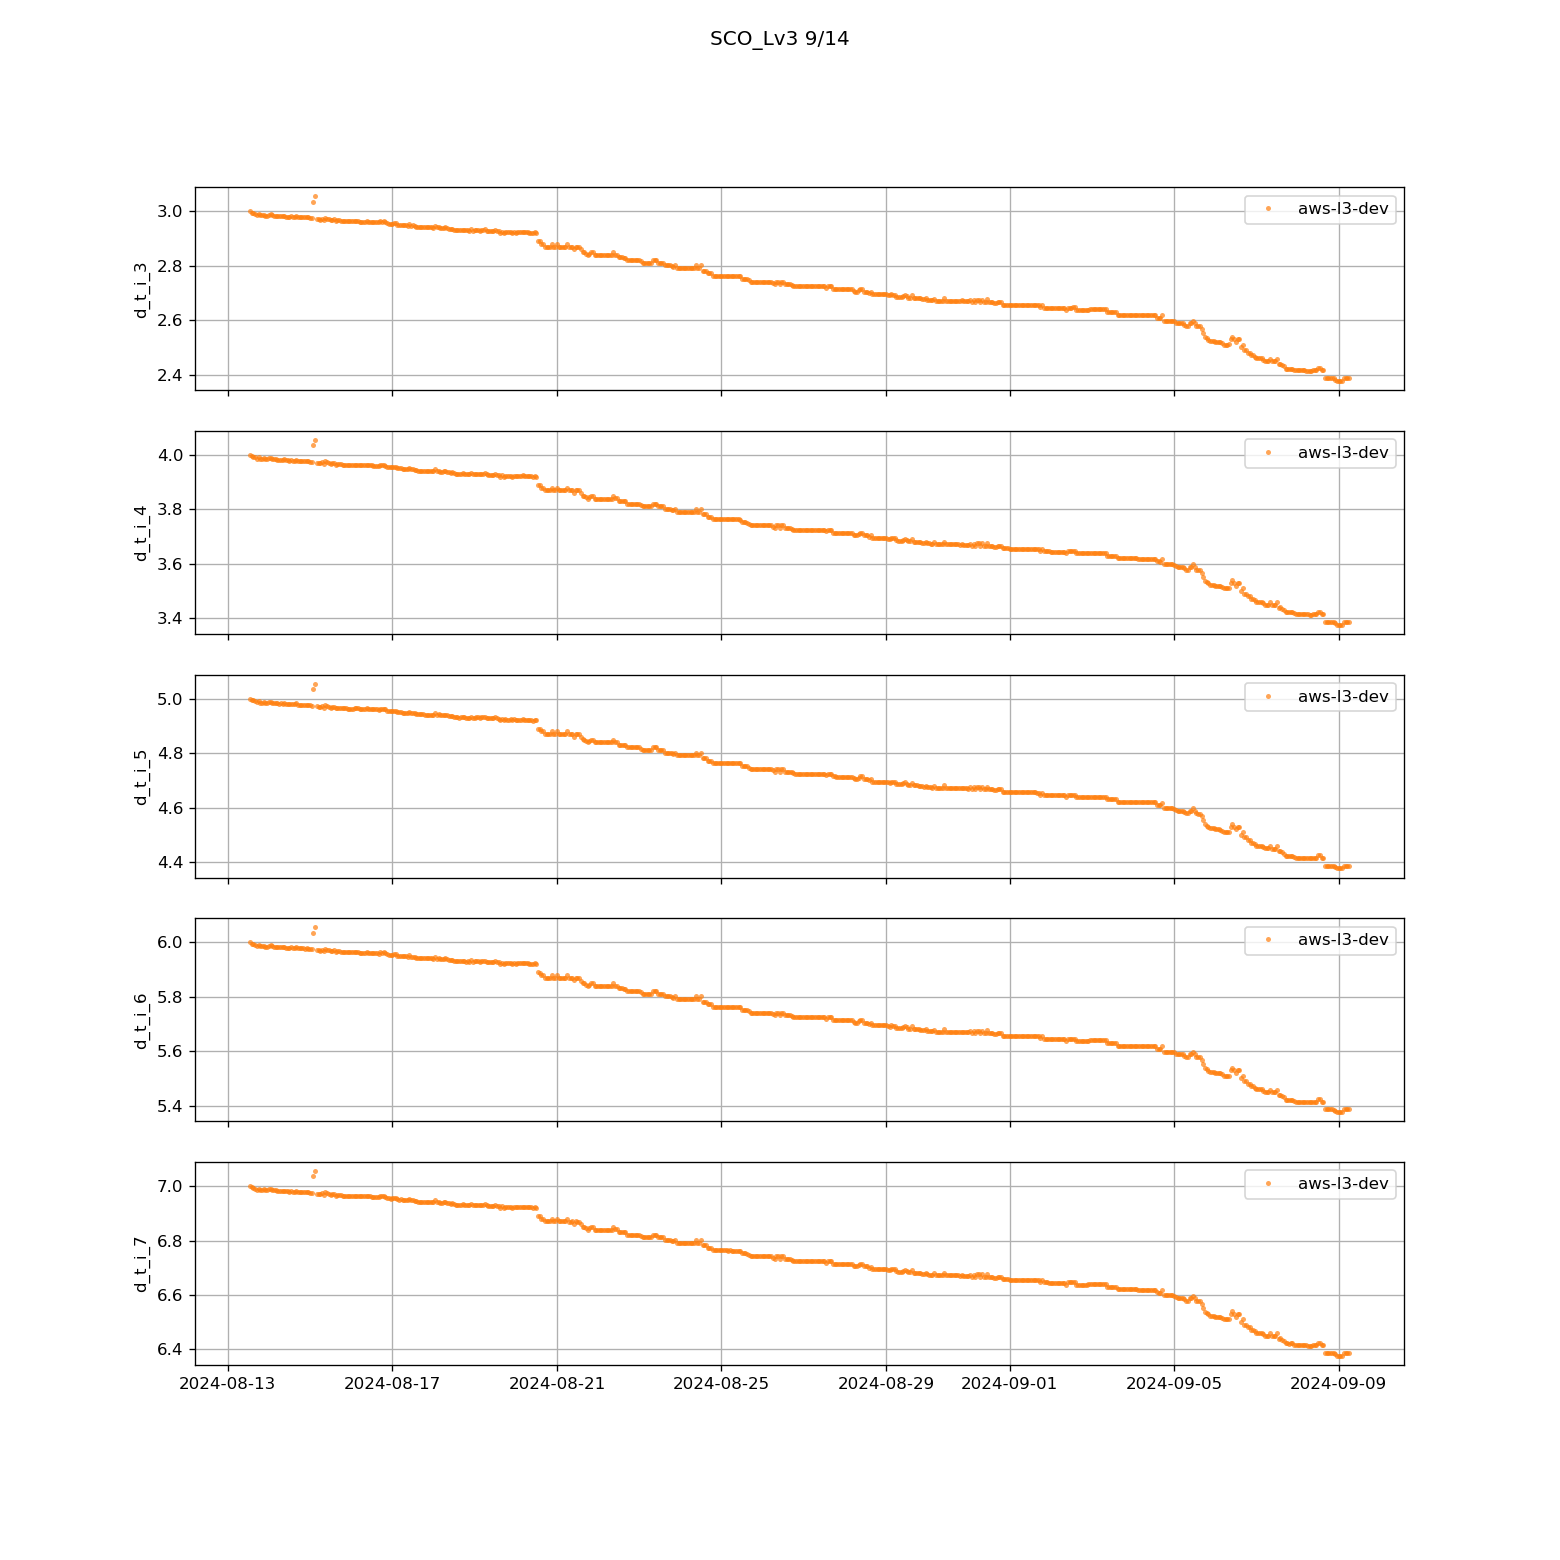 SCO_Lv3 9/14
3.0
2.8
2.6
2.4
d_t_i_3
aws-l3-dev
4.0
3.8
3.6
3.4
d_t_i_4
aws-l3-dev
5.0
4.8
4.6
4.4
d_t_i_5
aws-l3-dev
6.0
5.8
5.6
5.4
d_t_i_6
aws-l3-dev
7.0
6.8
6.6
6.4
d_t_i_7
aws-l3-dev
2024-08-13 2024-08-17 2024-08-21 2024-08-25 2024-08-29 2024-09-01 2024-09-05 2024-09-09